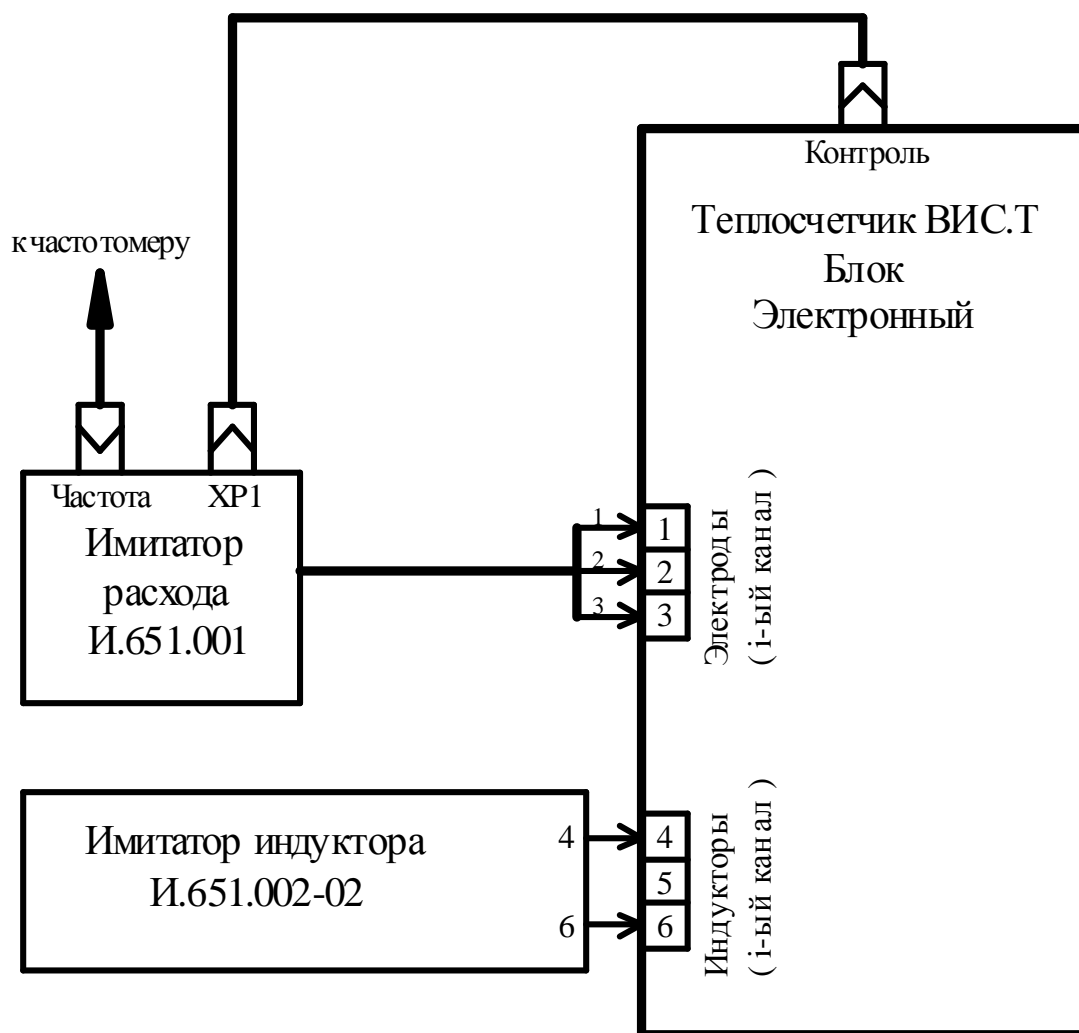 Контроль
Теплосчетчик ВИС.Т
Блок
Электронный
к частотомеру
Частота
ХР1
Имитатор
расхода
И.651.001
1
2
3
1
2
3
Электроды
( i-ый канал )
Имитатор индуктора
И.651.002-02
4
6
4
5
6
Индукторы
( i-ый канал )